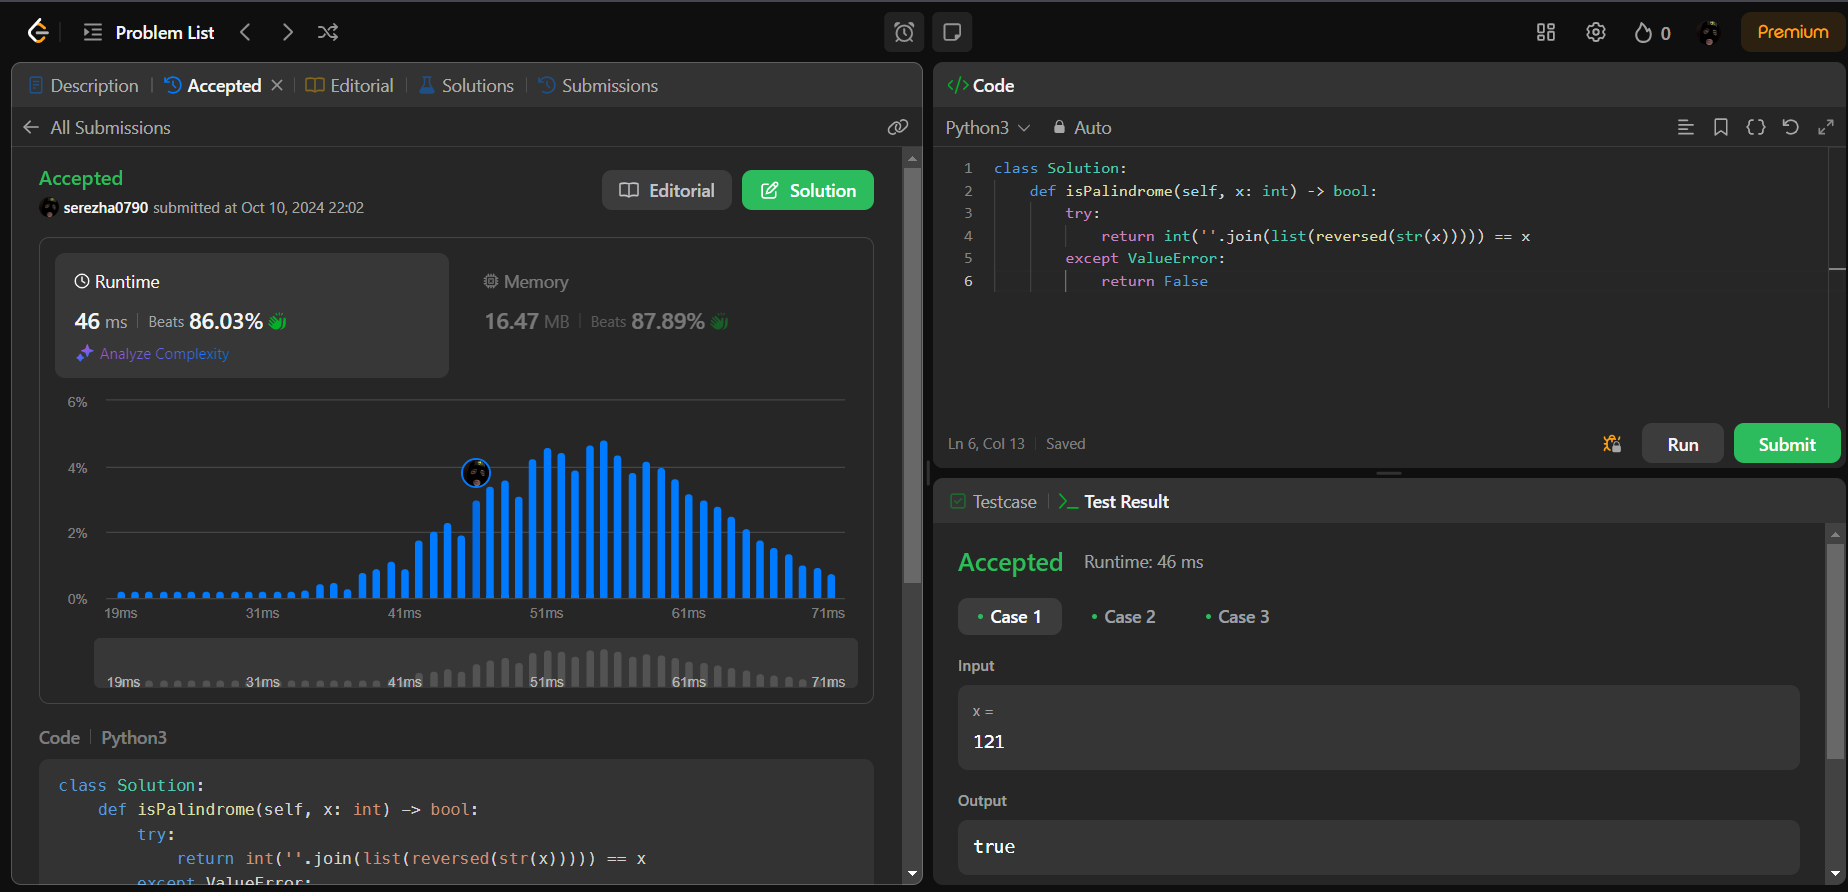 Problem List
0
Premium
Description
Accepted
Editorial
Solutions
Submissions
All Submissions
Accepted
serezha0790 submitted at Oct 10, 2024 22:02
Editorial
Solution
Runtime
46 ms
Beats 86.03%
Analyze Complexity
Memory
16.47 MB
Beats 87.89%
6%
4%
2%
0%
19ms 31ms 41ms 51ms 61ms 71ms
19ms 31ms 41ms 51ms 61ms 71ms
Code
Python3
class Solution:
    def isPalindrome(self, x: int) -> bool:
        try:
            return int(''.join(list(reversed(str(x))))) == x
        except ValueError:
</> Code
Python3
Auto
1 class Solution:
2     def isPalindrome(self, x: int) -> bool:
3         try:
4             return int(''.join(list(reversed(str(x))))) == x
5         except ValueError:
6             return False
Ln 6, Col 13
Saved
Run
Submit
Testcase
>_ Test Result
Accepted
Runtime: 46 ms
Case 1
Case 2
Case 3
Input
x =
121
Output
true